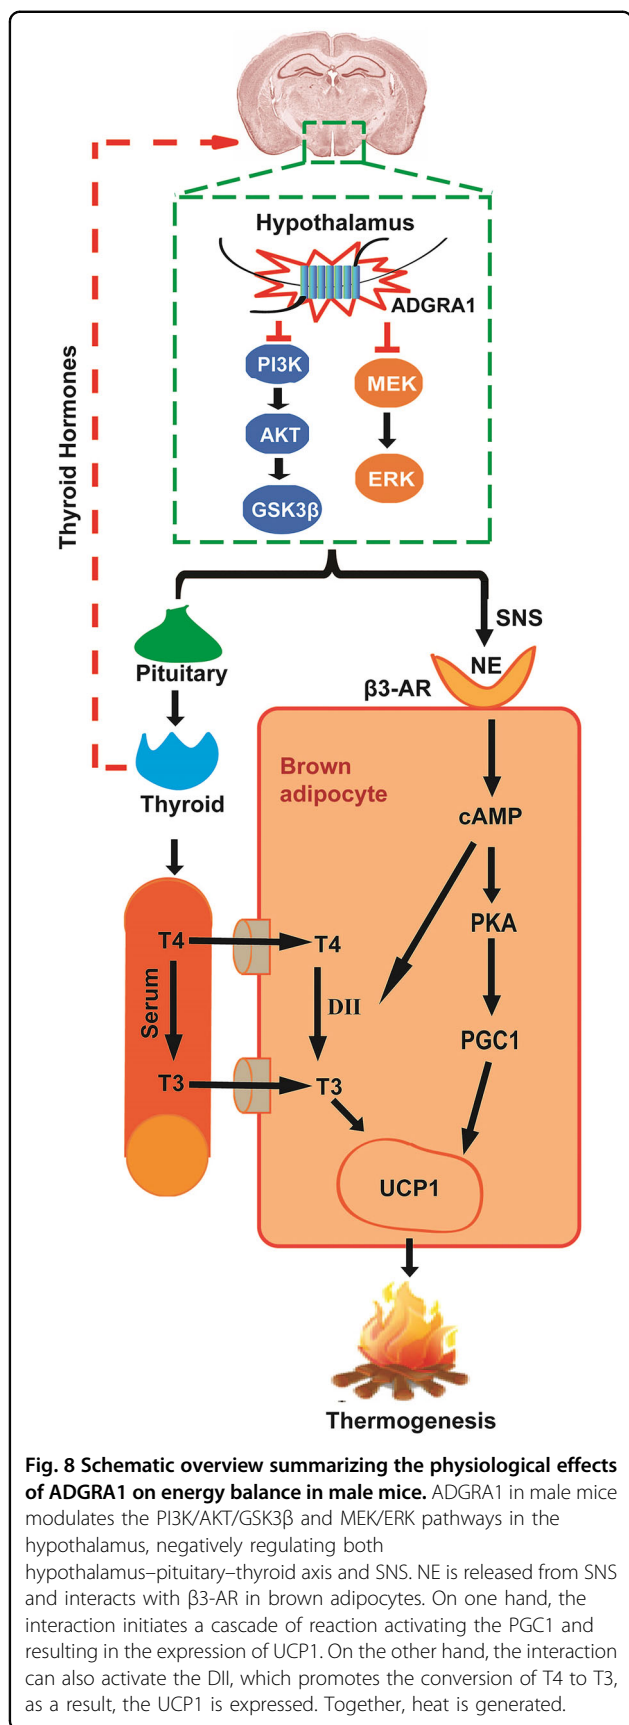 Hypothalamus
ADGRA1
PI3K
MEK
AKT
ERK
GSK3β
Thyroid Hormones
SNS
Pituitary
NE
β3-AR
Thyroid
Brown
adipocyte
cAMP
PKA
T4
T4
Serum
DII
PGC1
T3
T3
UCP1
Thermogenesis
Fig. 8 Schematic overview summarizing the physiological effects
of ADGRA1 on energy balance in male mice. ADGRA1 in male mice
modulates the PI3K/AKT/GSK3β and MEK/ERK pathways in the
hypothalamus, negatively regulating both
hypothalamus–pituitary–thyroid axis and SNS. NE is released from SNS
and interacts with β3-AR in brown adipocytes. On one hand, the
interaction initiates a cascade of reaction activating the PGC1 and
resulting in the expression of UCP1. On the other hand, the interaction
can also activate the DII, which promotes the conversion of T4 to T3,
as a result, the UCP1 is expressed. Together, heat is generated.